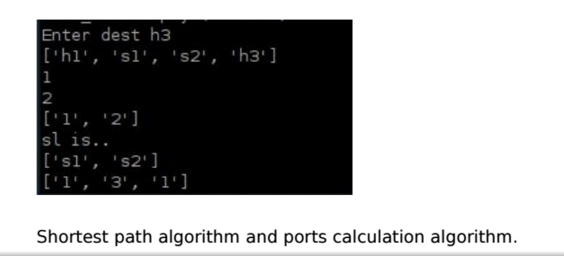 Enter dest h3
['h1', 's1', 's2', 'h3']
1
2
['1', '2']
sl is..
['s1', 's2']
['1', '3', '1']
Shortest path algorithm and ports calculation algorithm.